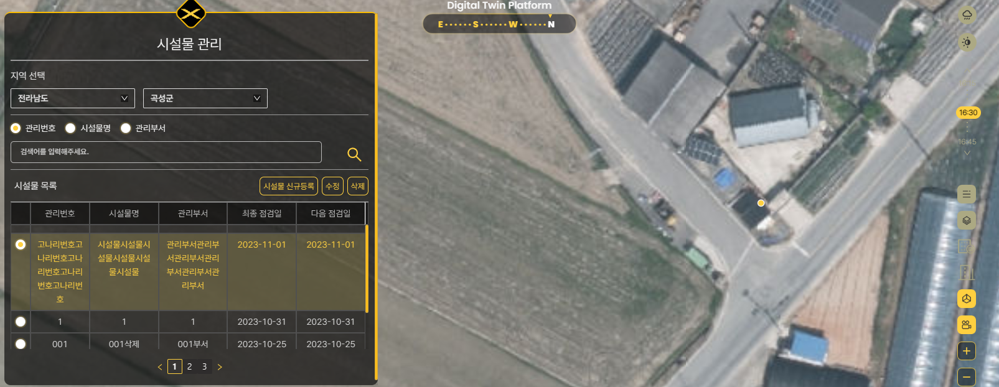 Digital Twin Platform
E S W N
시설물 관리
지역 선택
전라남도 곡성군
관리번호 시설물명 관리부서
검색어를 입력해주세요.
시설물 목록 시설물 신규등록 수정 삭제
관리번호 시설물명 관리부서 최종 점검일 다음 점검일
고나리번호고 시설물시설물시 관리부서관리부 2023-11-01 2023-11-01
나리번호고나 설물시설물시설 서관리부서관리
리번호고나리 물시설물 부서관리부서관
번호고나리번 리부서
호
1 1 1 2023-10-31 2023-10-31
001 001삭제 001부서 2023-10-25 2023-10-25
< 1 2 3 >
16:30
16:45